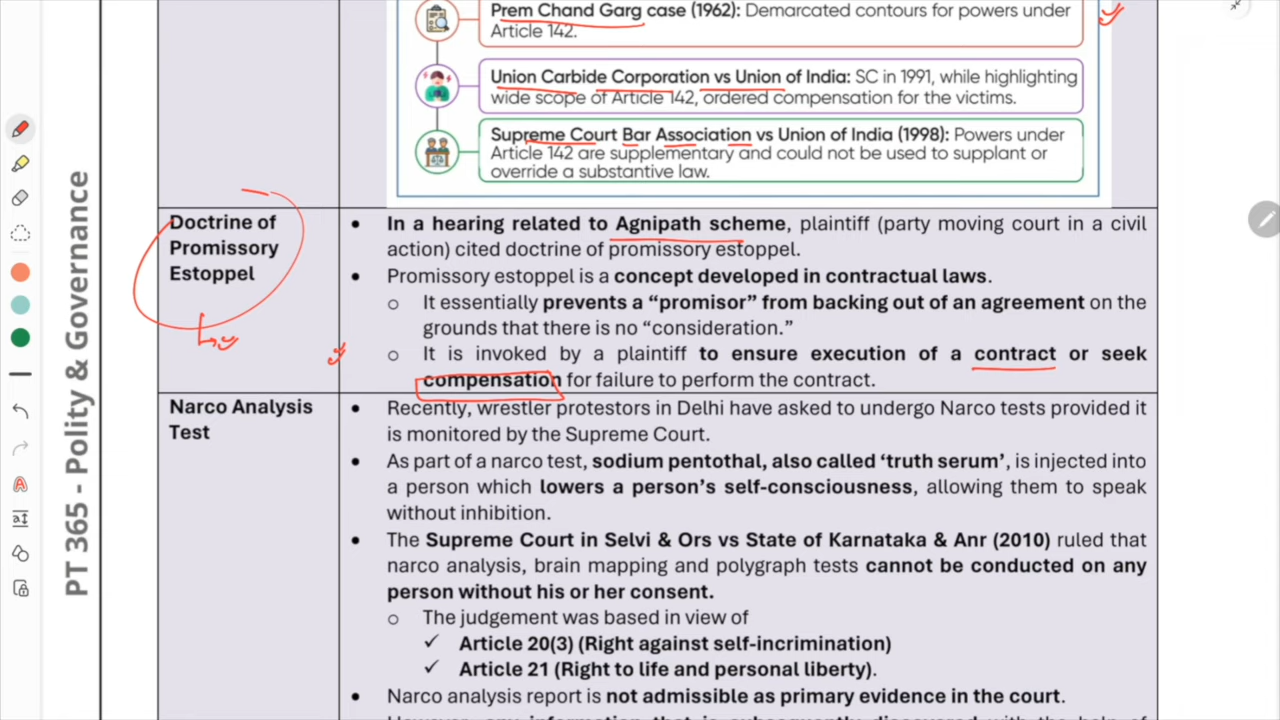 Prem Chand Garg case (1962): Demarcated contours for powers under
Article 142.
Union Carbide Corporation vs Union of India: SC in 1991, while highlighting
wide scope of Article 142, ordered compensation for the victims.
Supreme Court Bar Association vs Union of India (1998): Powers under
Article 142 are supplementary and could not be used to supplant or
override a substantive law.
PT 365 - Polity & Governance
Doctrine of
Promissory
Estoppel
• In a hearing related to Agnipath scheme, plaintiff (party moving court in a civil
action) cited doctrine of promissory estoppel.
• Promissory estoppel is a concept developed in contractual laws.
o It essentially prevents a “promisor” from backing out of an agreement on the
grounds that there is no “consideration.”
o It is invoked by a plaintiff to ensure execution of a contract or seek
compensation for failure to perform the contract.
Narco Analysis
Test
• Recently, wrestler protestors in Delhi have asked to undergo Narco tests provided it
is monitored by the Supreme Court.
• As part of a narco test, sodium pentothal, also called ‘truth serum’, is injected into
a person which lowers a person’s self-consciousness, allowing them to speak
without inhibition.
• The Supreme Court in Selvi & Ors vs State of Karnataka & Anr (2010) ruled that
narco analysis, brain mapping and polygraph tests cannot be conducted on any
person without his or her consent.
o The judgement was based in view of
✓ Article 20(3) (Right against self-incrimination)
✓ Article 21 (Right to life and personal liberty).
• Narco analysis report is not admissible as primary evidence in the court.
However, any information that is subsequently discovered with the help of